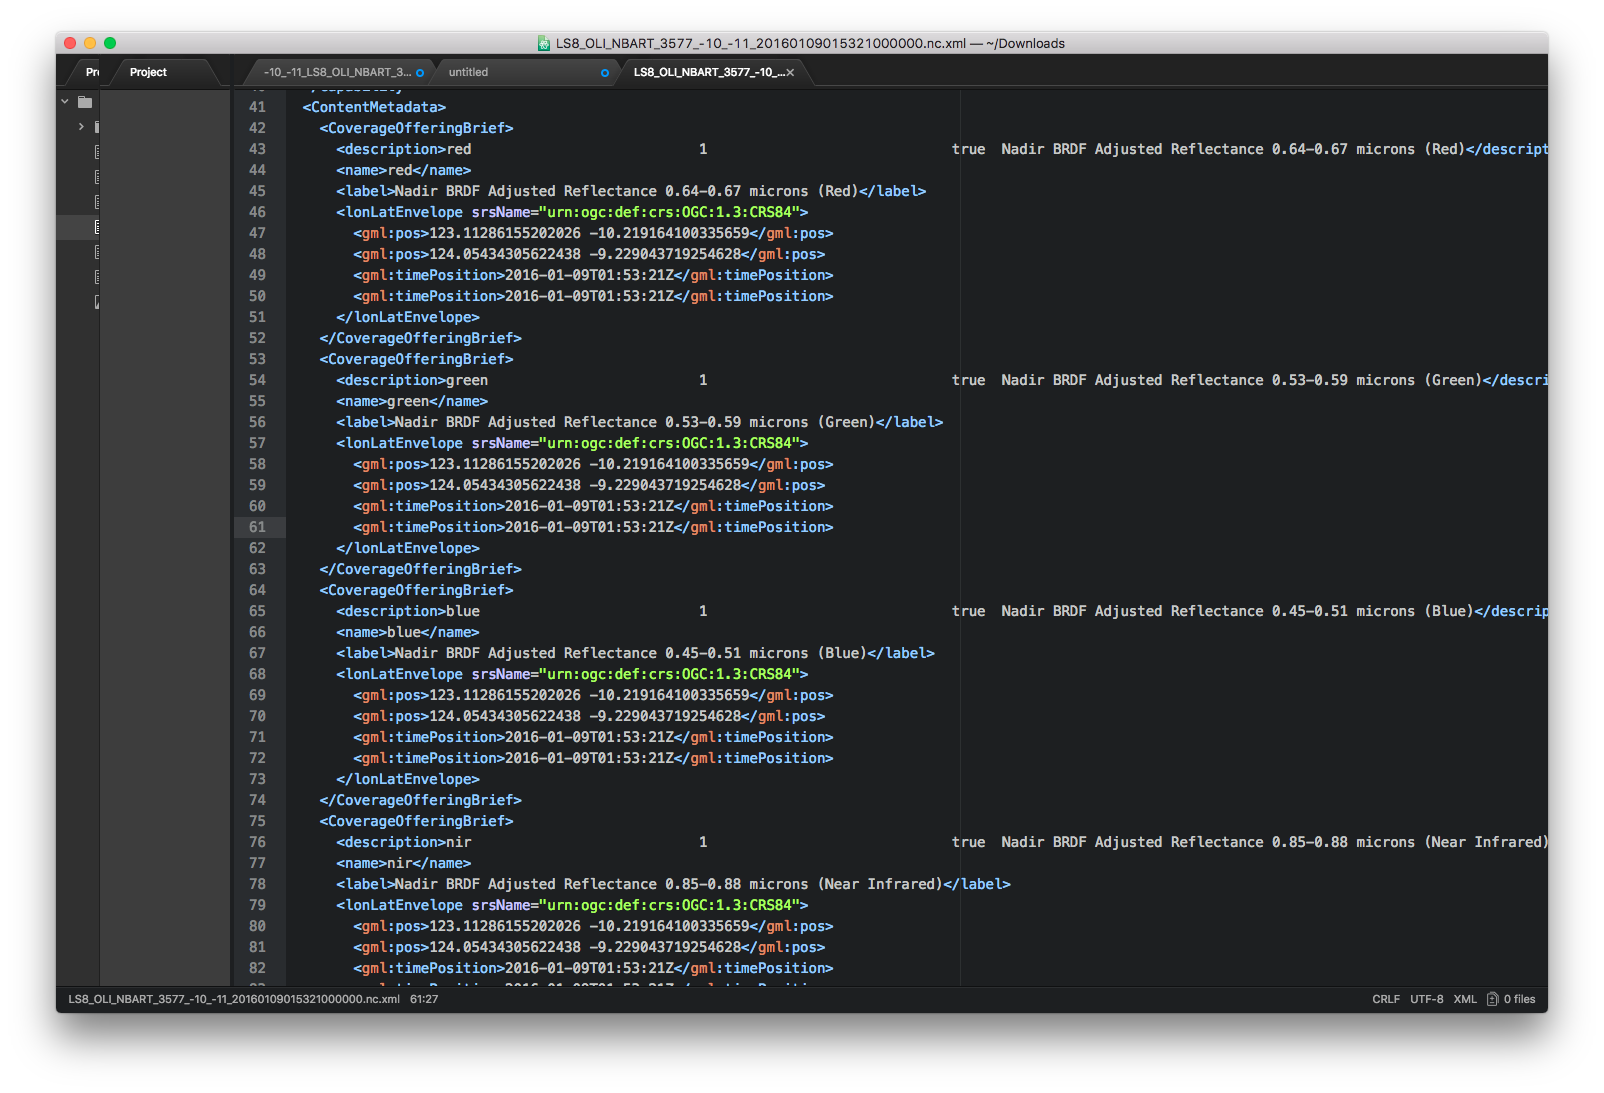 LS8_OLI_NBART_3577_-10_-11_20160109015321000000.nc.xml — ~/Downloads
Project
-10_-11_LS8_OLI_NBART_3...
untitled
LS8_OLI_NBART_3577_-10_...×
41 <ContentMetadata>
42 <CoverageOfferingBrief>
43 <description>red 1 true Nadir BRDF Adjusted Reflectance 0.64-0.67 microns (Red)</descript
44 <name>red</name>
45 <label>Nadir BRDF Adjusted Reflectance 0.64-0.67 microns (Red)</label>
46 <lonLatEnvelope srsName="urn:ogc:def:crs:OGC:1.3:CRS84">
47 <gml:pos>123.11286155202026 -10.219164100335659</gml:pos>
48 <gml:pos>124.05434305622438 -9.229043719254628</gml:pos>
49 <gml:timePosition>2016-01-09T01:53:21Z</gml:timePosition>
50 <gml:timePosition>2016-01-09T01:53:21Z</gml:timePosition>
51 </lonLatEnvelope>
52 </CoverageOfferingBrief>
53 <CoverageOfferingBrief>
54 <description>green 1 true Nadir BRDF Adjusted Reflectance 0.53-0.59 microns (Green)</descri
55 <name>green</name>
56 <label>Nadir BRDF Adjusted Reflectance 0.53-0.59 microns (Green)</label>
57 <lonLatEnvelope srsName="urn:ogc:def:crs:OGC:1.3:CRS84">
58 <gml:pos>123.11286155202026 -10.219164100335659</gml:pos>
59 <gml:pos>124.05434305622438 -9.229043719254628</gml:pos>
60 <gml:timePosition>2016-01-09T01:53:21Z</gml:timePosition>
61 <gml:timePosition>2016-01-09T01:53:21Z</gml:timePosition>
62 </lonLatEnvelope>
63 </CoverageOfferingBrief>
64 <CoverageOfferingBrief>
65 <description>blue 1 true Nadir BRDF Adjusted Reflectance 0.45-0.51 microns (Blue)</descrip
66 <name>blue</name>
67 <label>Nadir BRDF Adjusted Reflectance 0.45-0.51 microns (Blue)</label>
68 <lonLatEnvelope srsName="urn:ogc:def:crs:OGC:1.3:CRS84">
69 <gml:pos>123.11286155202026 -10.219164100335659</gml:pos>
70 <gml:pos>124.05434305622438 -9.229043719254628</gml:pos>
71 <gml:timePosition>2016-01-09T01:53:21Z</gml:timePosition>
72 <gml:timePosition>2016-01-09T01:53:21Z</gml:timePosition>
73 </lonLatEnvelope>
74 </CoverageOfferingBrief>
75 <CoverageOfferingBrief>
76 <description>nir 1 true Nadir BRDF Adjusted Reflectance 0.85-0.88 microns (Near Infrared)
77 <name>nir</name>
78 <label>Nadir BRDF Adjusted Reflectance 0.85-0.88 microns (Near Infrared)</label>
79 <lonLatEnvelope srsName="urn:ogc:def:crs:OGC:1.3:CRS84">
80 <gml:pos>123.11286155202026 -10.219164100335659</gml:pos>
81 <gml:pos>124.05434305622438 -9.229043719254628</gml:pos>
82 <gml:timePosition>2016-01-09T01:53:21Z</gml:timePosition>
LS8_OLI_NBART_3577_-10_-11_20160109015321000000.nc.xml 61:27
CRLF UTF-8 XML 0 files